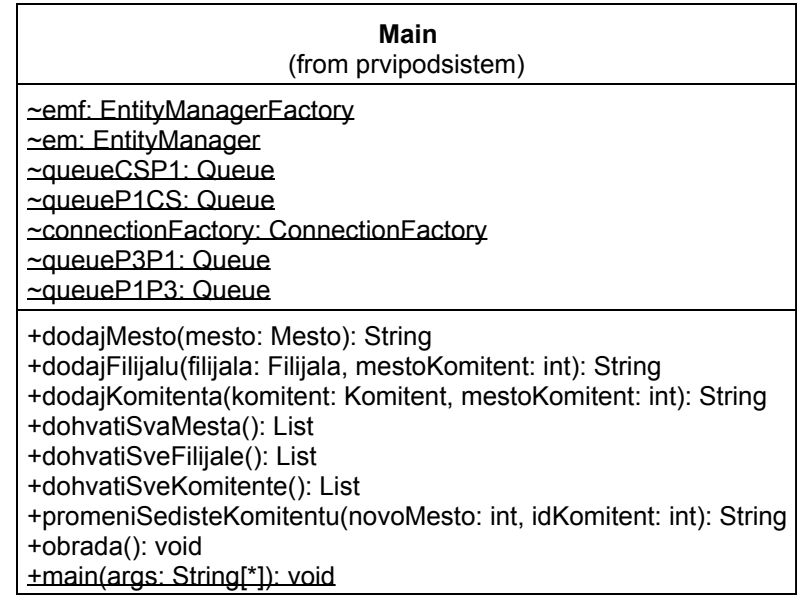 Main
(from prvipodsistem)
~emf: EntityManagerFactory
~em: EntityManager
~queueCSP1: Queue
~queueP1CS: Queue
~connectionFactory: ConnectionFactory
~queueP3P1: Queue
~queueP1P3: Queue
+dodajMesto(mesto: Mesto): String
+dodajFilijalu(filijala: Filijala, mestoKomitent: int): String
+dodajKomitenta(komitent: Komitent, mestoKomitent: int): String
+dohvatiSvaMesta(): List
+dohvatiSveFilijale(): List
+dohvatiSveKomitente(): List
+promeniSedisteKomitentu(novoMesto: int, idKomitent: int): String
+obrada(): void
+main(args: String[*]): void